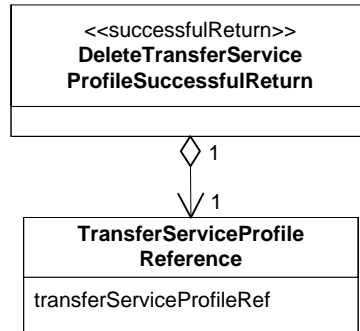 <<successfulReturn>>
DeleteTransferService
ProfileSuccessfulReturn
1
1
TransferServiceProfile
Reference
transferServiceProfileRef